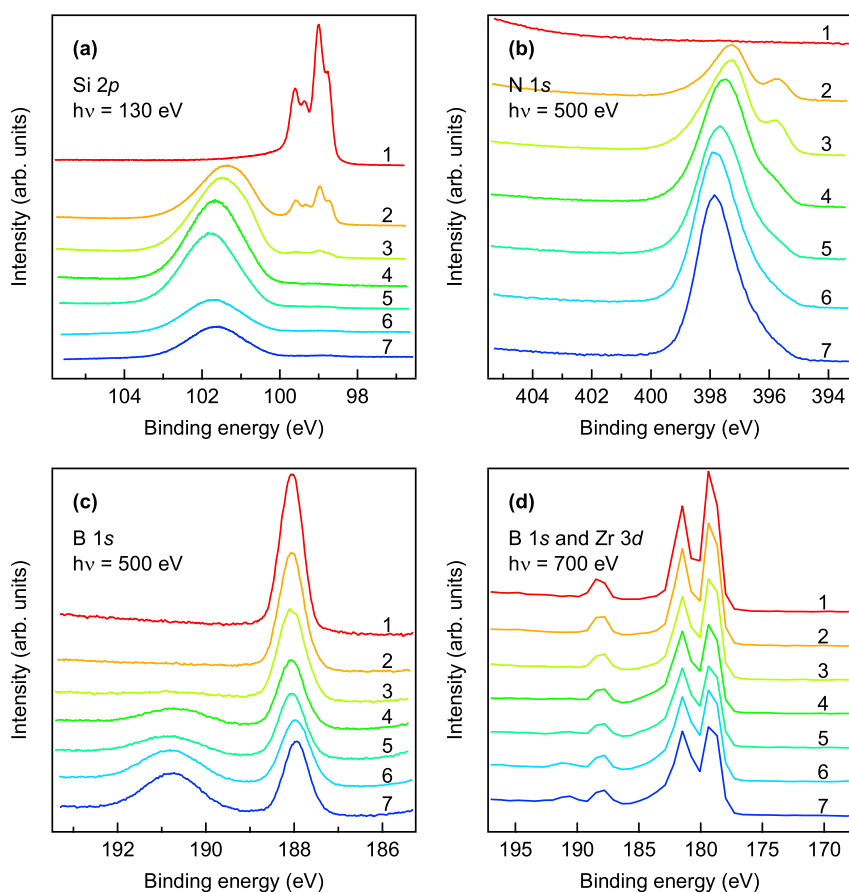 (a)
Si 2p
hν = 130 eV
1
2
3
4
5
6
7
Intensity (arb. units)
104 102 100 98
Binding energy (eV)
(b)
N 1s
hν = 500 eV
1
2
3
4
5
6
7
Intensity (arb. units)
404 402 400 398 396 394
Binding energy (eV)
(c)
B 1s
hν = 500 eV
1
2
3
4
5
6
7
Intensity (arb. units)
192 190 188 186
Binding energy (eV)
(d)
B 1s and Zr 3d
hν = 700 eV
1
2
3
4
5
6
7
Intensity (arb. units)
195 190 185 180 175 170
Binding energy (eV)